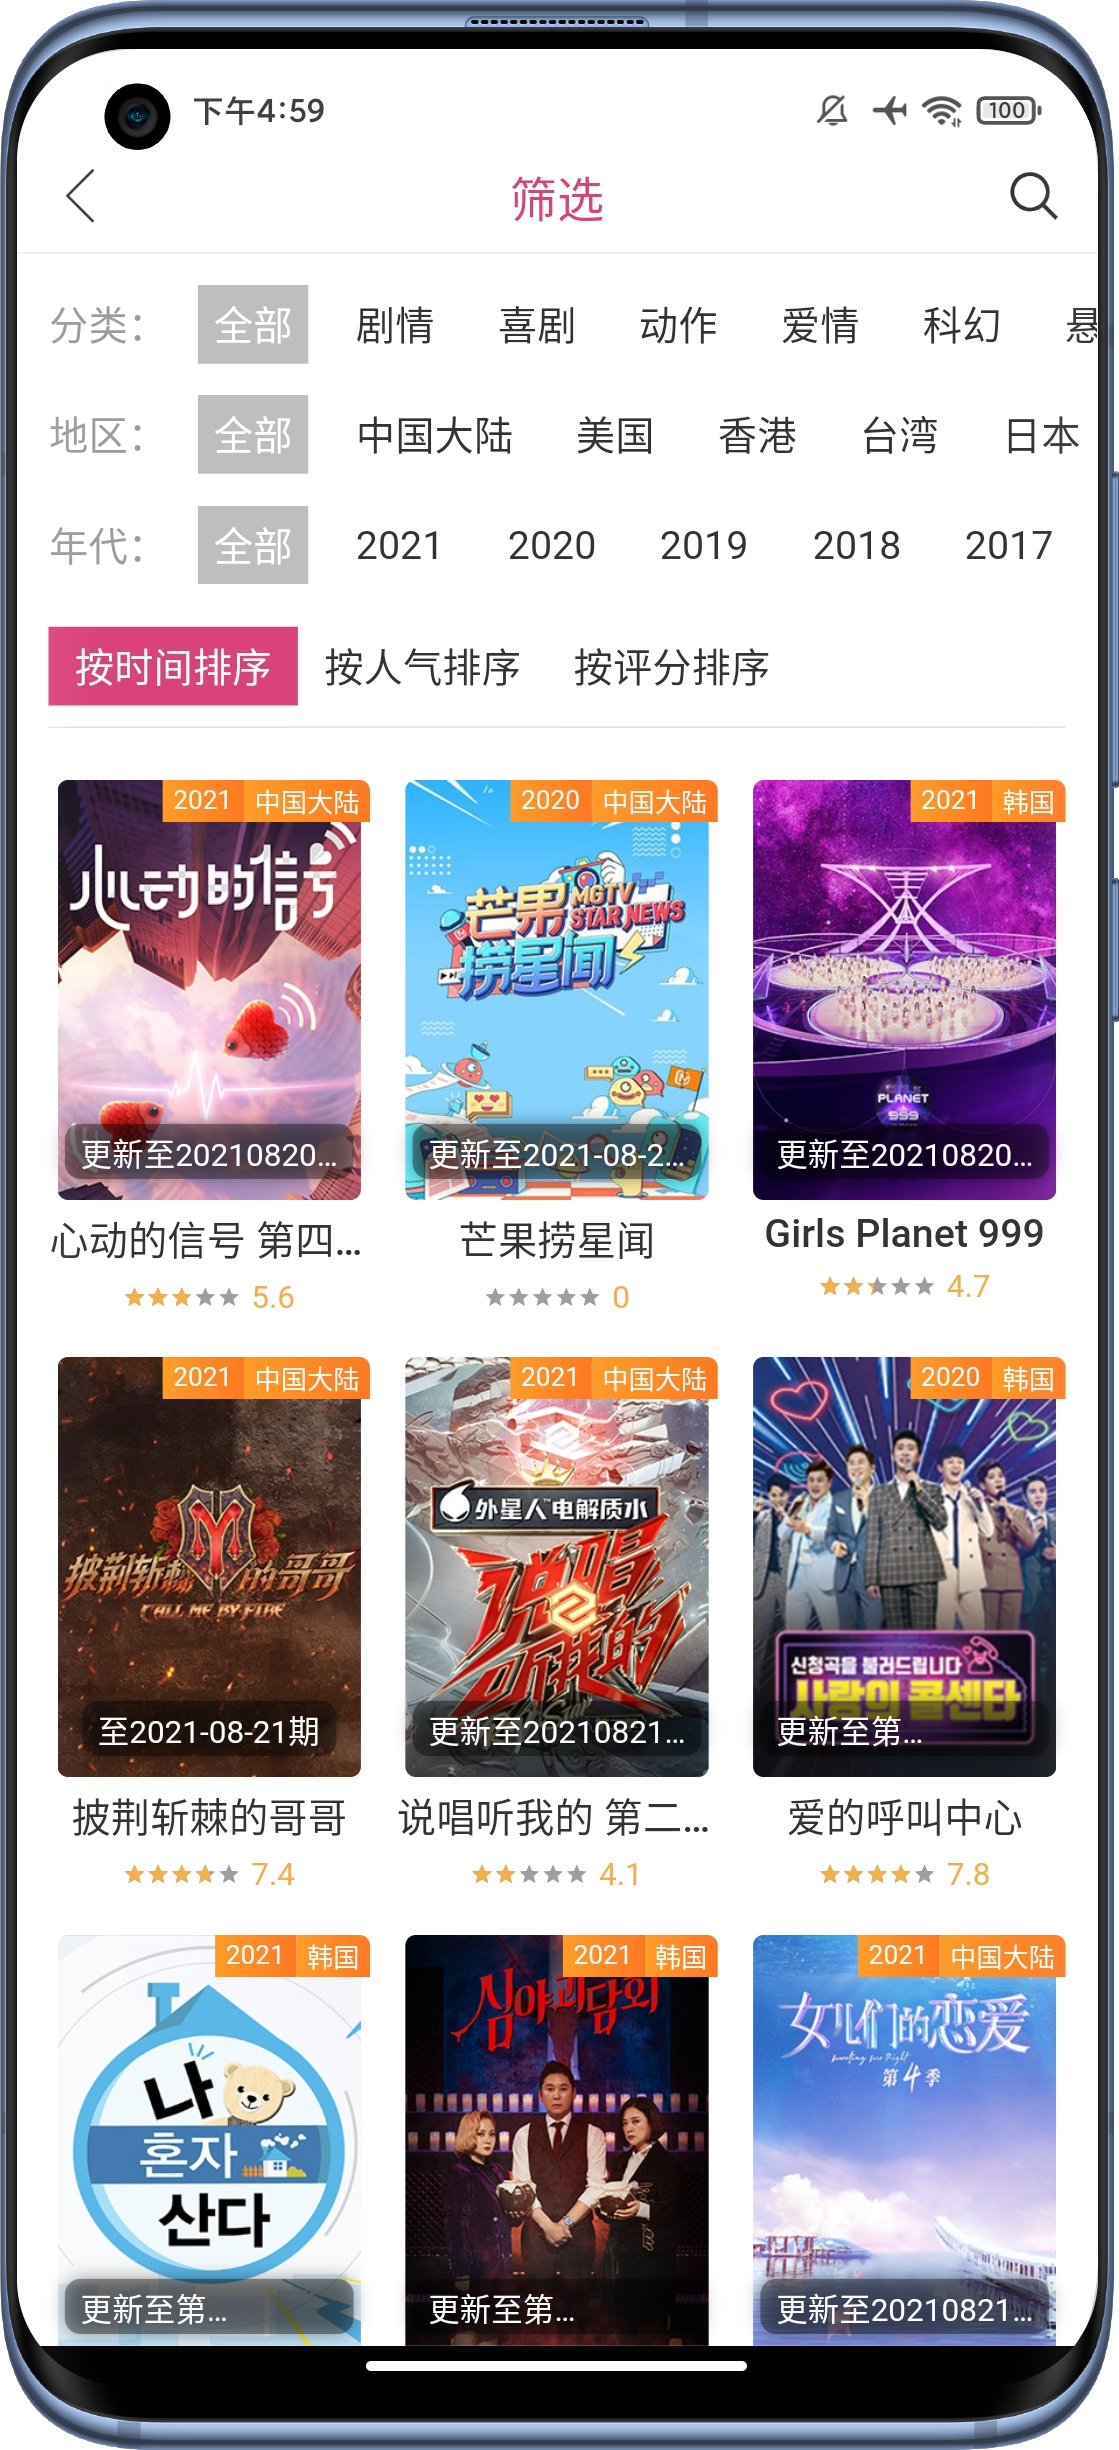 下午4:59
100
筛选
分类：
全部
剧情
喜剧
动作
爱情
科幻
悬
地区：
全部
中国大陆
美国
香港
台湾
日本
年代：
全部
2021
2020
2019
2018
2017
按时间排序
按人气排序
按评分排序
2021 中国大陆
心动的信号
更新至20210820...
心动的信号 第四...
5.6
2020 中国大陆
芒果
MGTV
STAR NEWS
捞星闻
更新至2021-08-2...
芒果捞星闻
0
2021 韩国
PLANET
999
更新至20210820...
Girls Planet 999
4.7
2021 中国大陆
披荆斩棘的哥哥
CALL ME BY FIRE
至2021-08-21期
披荆斩棘的哥哥
7.4
2021 中国大陆
外星人 电解质水
说唱
听我的
更新至20210821...
说唱听我的 第二...
4.1
2020 韩国
신청곡을 불러드립니다
사랑의 콜센타
更新至第...
爱的呼叫中心
7.8
2021 韩国
나
혼자
산다
更新至第...
2021 韩国
심야괴담회
更新至第...
2021 中国大陆
女儿们的恋爱
Meeting Mr. Right
第4季
更新至20210821...